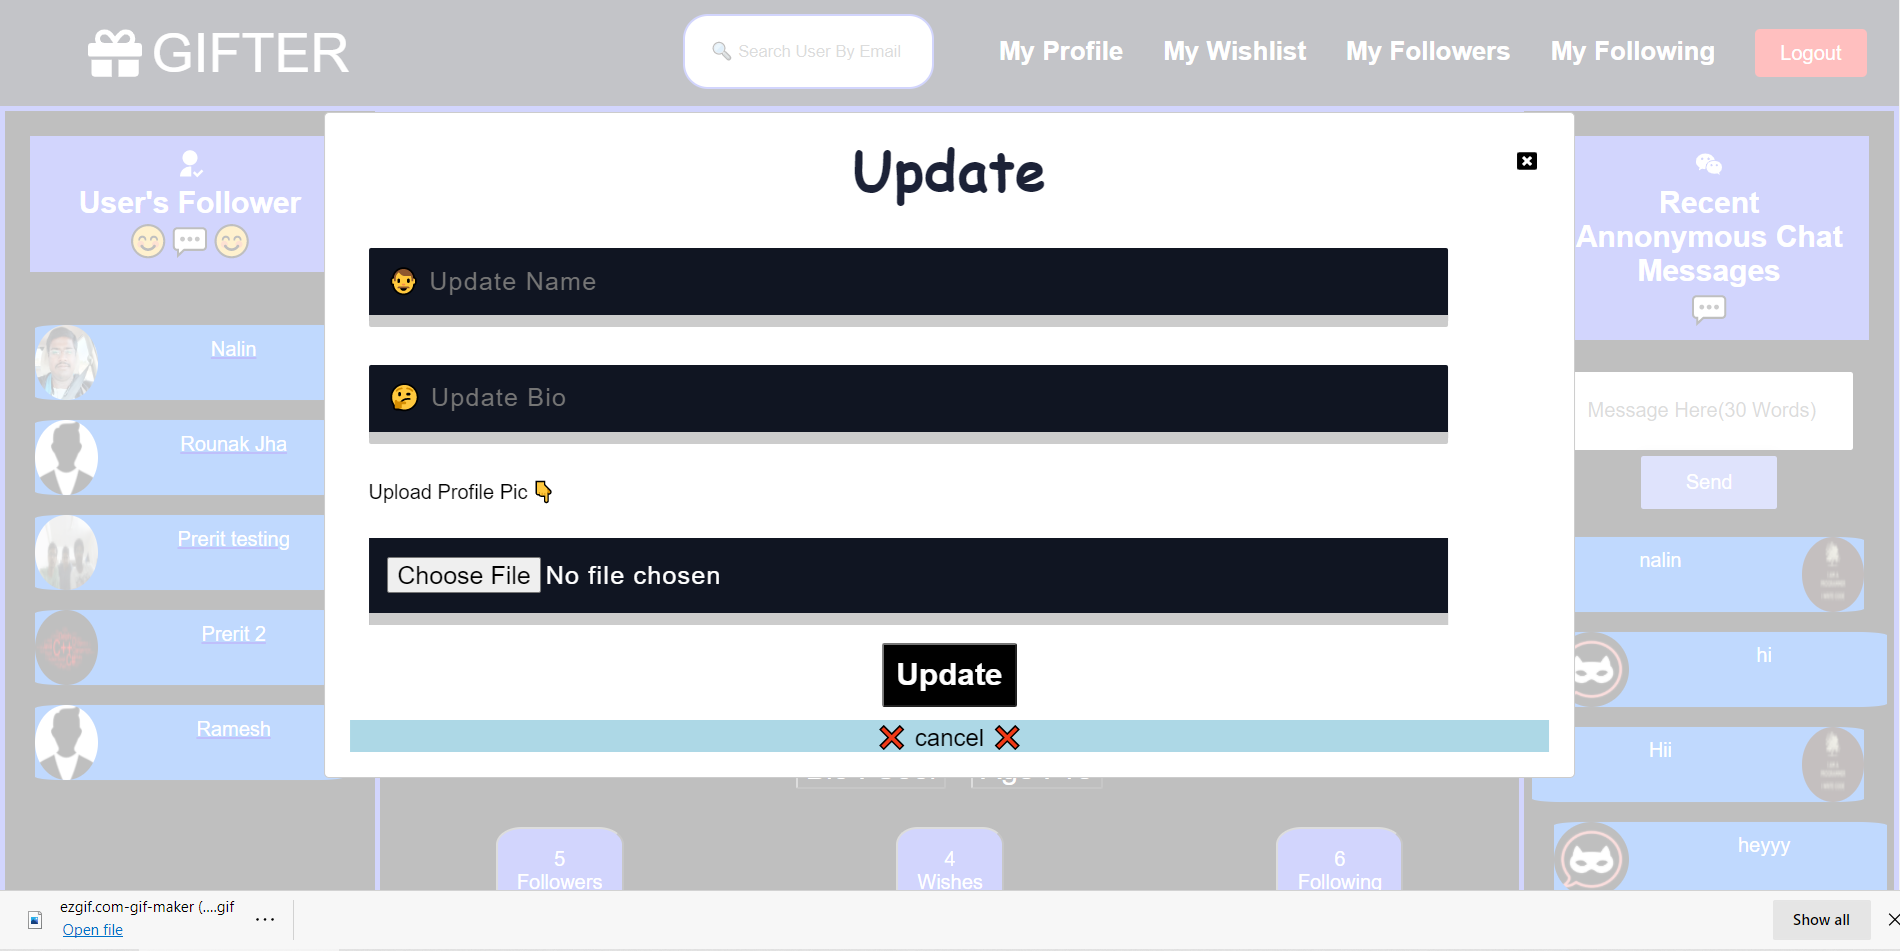 GIFTER
Search User By Email
My Profile
My Wishlist
My Followers
My Following
Logout
User's Follower
Nalin
Rounak Jha
Prerit testing
Prerit 2
Ramesh
Update
Update Name
Update Bio
Upload Profile Pic
Choose File No file chosen
Update
cancel
5
Followers
4
Wishes
6
Following
Recent
Annonymous Chat
Messages
Message Here(30 Words)
Send
nalin
hi
Hii
heyyy
ezgif.com-gif-maker (....gif
Open file
Show all